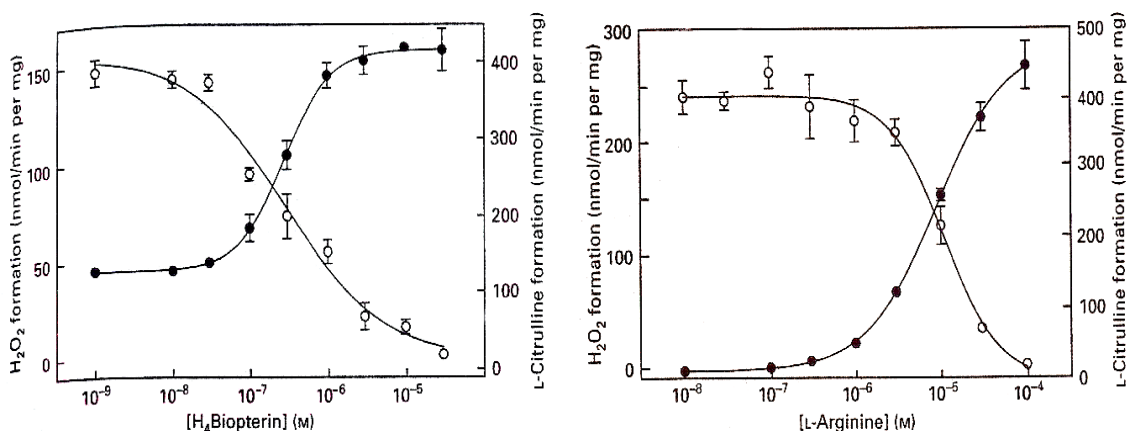 H₂O₂ formation (nmol/min per mg)
150
100
50
0
10⁻⁹ 10⁻⁸ 10⁻⁷ 10⁻⁶ 10⁻⁵
[H₄Biopterin] (M)
400
300
200
100
0
L-Citrulline formation (nmol/min per mg)
H₂O₂ formation (nmol/min per mg)
300
200
100
0
10⁻⁸ 10⁻⁷ 10⁻⁶ 10⁻⁵ 10⁻⁴
[L-Arginine] (M)
500
400
300
200
100
0
L-Citrulline formation (nmol/min per mg)